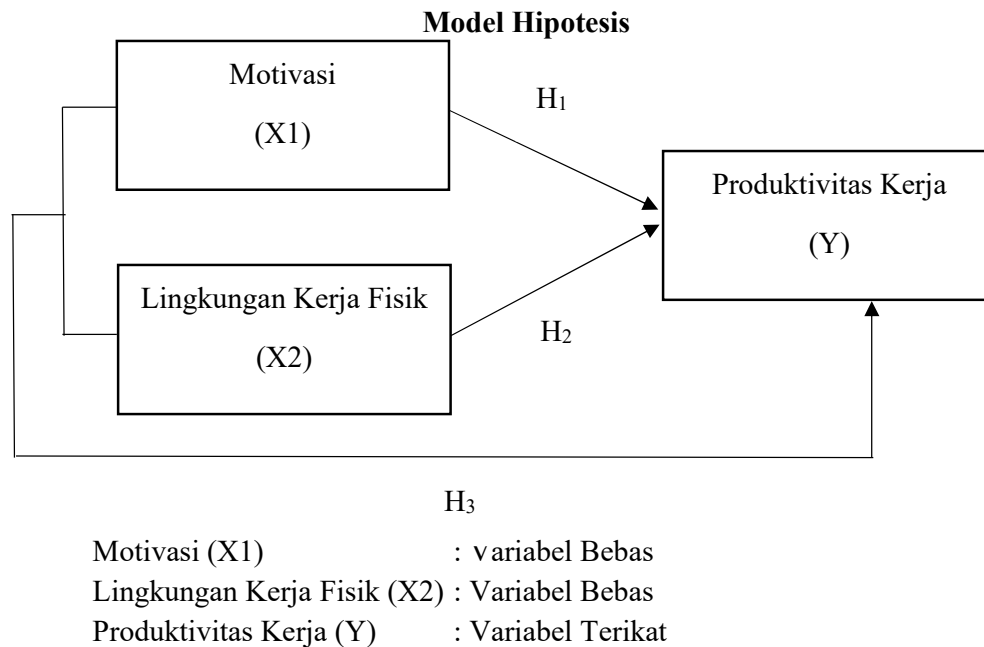 Model Hipotesis
Motivasi
(X1)
H1
Produktivitas Kerja
(Y)
Lingkungan Kerja Fisik
(X2)
H2
H3
Motivasi (X1) : Variabel Bebas
Lingkungan Kerja Fisik (X2) : Variabel Bebas
Produktivitas Kerja (Y) : Variabel Terikat